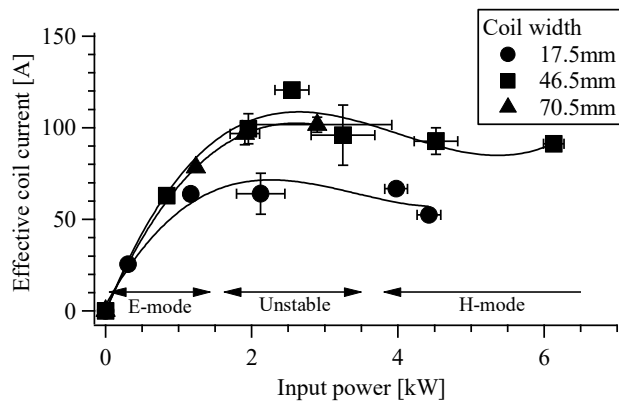 Coil width
17.5mm
46.5mm
70.5mm
150
100
50
0
Effective coil current [A]
E-mode
Unstable
H-mode
0
2
4
6
Input power [kW]